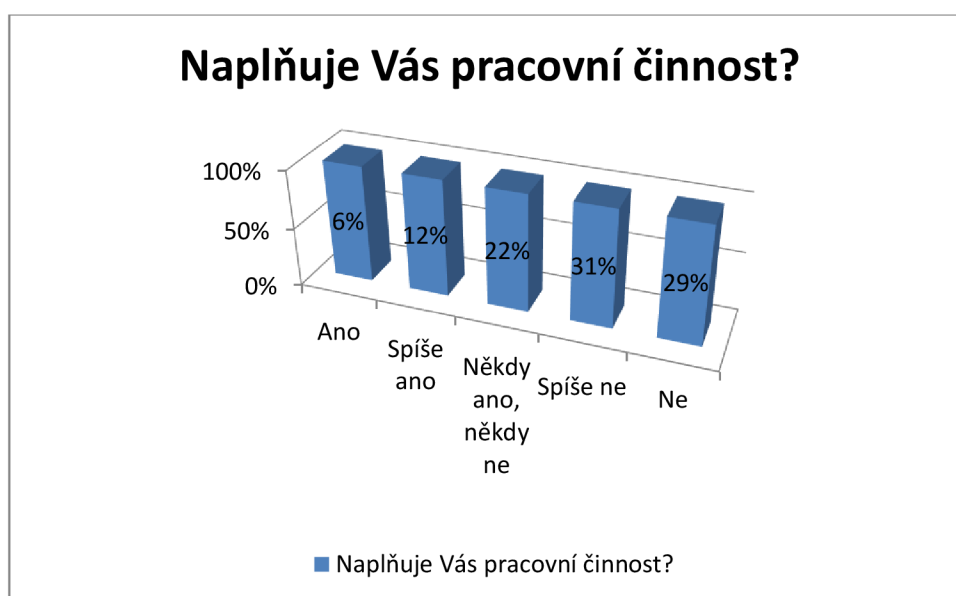 Naplňuje Vás pracovní činnost?
100%
50%
0%
6%
12%
22%
31%
29%
Ano
Spíše
ano
Někdy
ano,
někdy
ne
Spíše ne
Ne
Naplňuje Vás pracovní činnost?